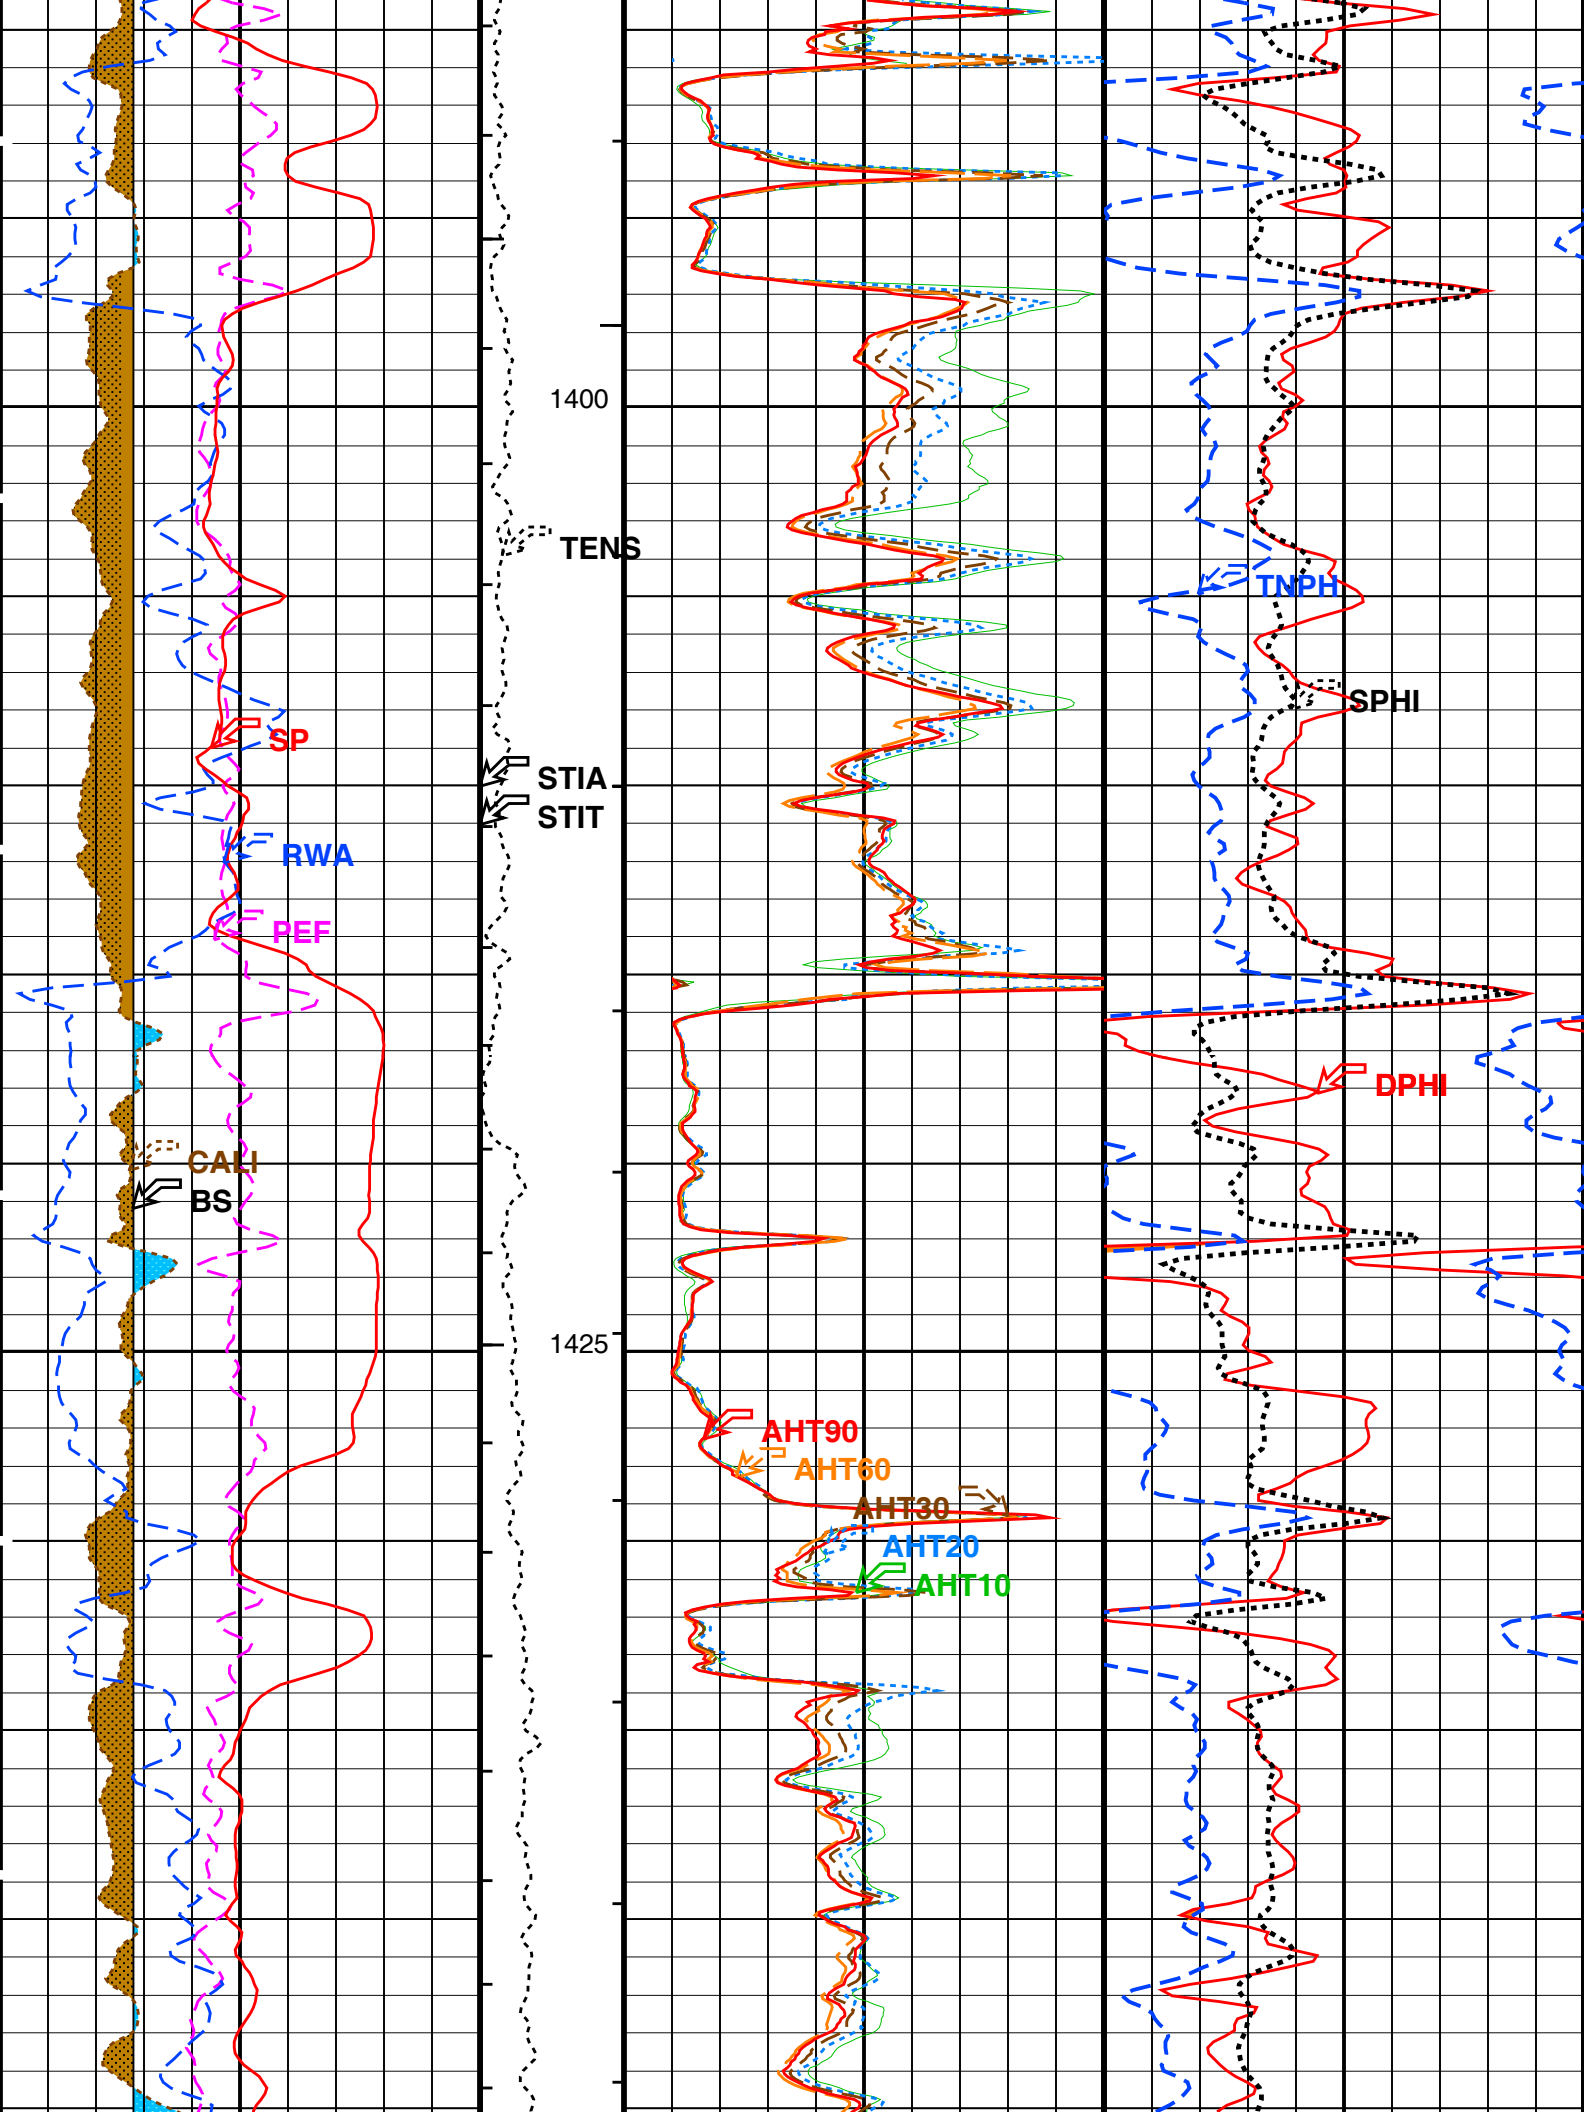 1400
TENS
TNPH
SPHI
SP
STIA
STIT
RWA
PEF
DPHI
CALI
BS
1425
AHT90
AHT60
AHT30
AHT20
AHT10